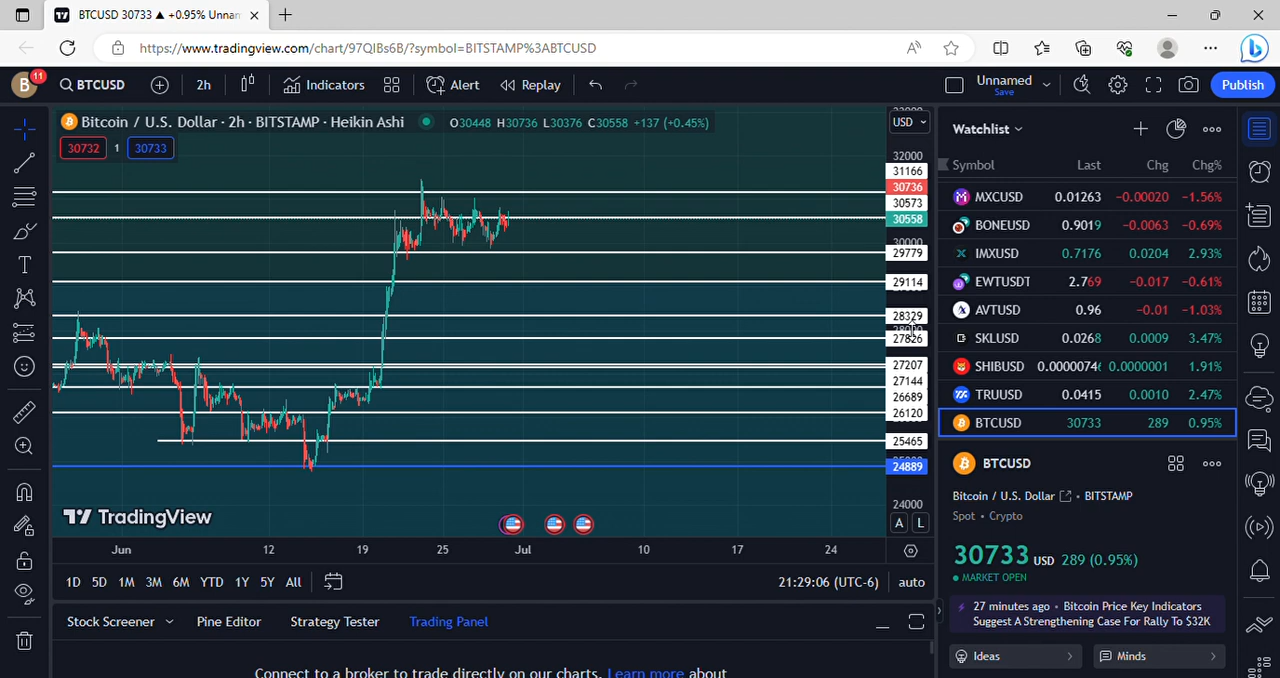 BTCUSD 30733 ▲ +0.95% Unnam
https://www.tradingview.com/chart/97QIBs6B/?symbol=BITSTAMP%3ABTCUSD
B 11 BTCUSD 2h Indicators Alert Replay Unnamed Save Publish
Bitcoin / U.S. Dollar · 2h · BITSTAMP · Heikin Ashi O30448 H30736 L30376 C30558 +137 (+0.45%) USD
30732 1 30733
32000
31166
30736
30573
30558
30000
29779
29114
28329
27826
27207
27144
26689
26120
25465
24889
24000
A L
TradingView
Jun 12 19 25 Jul 10 17 24
1D 5D 1M 3M 6M YTD 1Y 5Y All 21:29:06 (UTC-6) auto
Stock Screener Pine Editor Strategy Tester Trading Panel
Connect to a broker to trade directly on our charts. Learn more about
Watchlist
Symbol Last Chg Chg%
MXCUSD 0.01263 -0.00020 -1.56%
BONEUSD 0.9019 -0.0063 -0.69%
IMXUSD 0.7176 0.0204 2.93%
EWTUSDT 2.769 -0.017 -0.61%
AVTUSD 0.96 -0.01 -1.03%
SKLUSD 0.0268 0.0009 3.47%
SHIBUSD 0.0000074 0.0000001 1.91%
TRUUSD 0.0415 0.0010 2.47%
BTCUSD 30733 289 0.95%
BTCUSD
Bitcoin / U.S. Dollar • BITSTAMP
Spot • Crypto
30733 USD 289 (0.95%)
MARKET OPEN
27 minutes ago • Bitcoin Price Key Indicators
Suggest A Strengthening Case For Rally To $32K
Ideas Minds